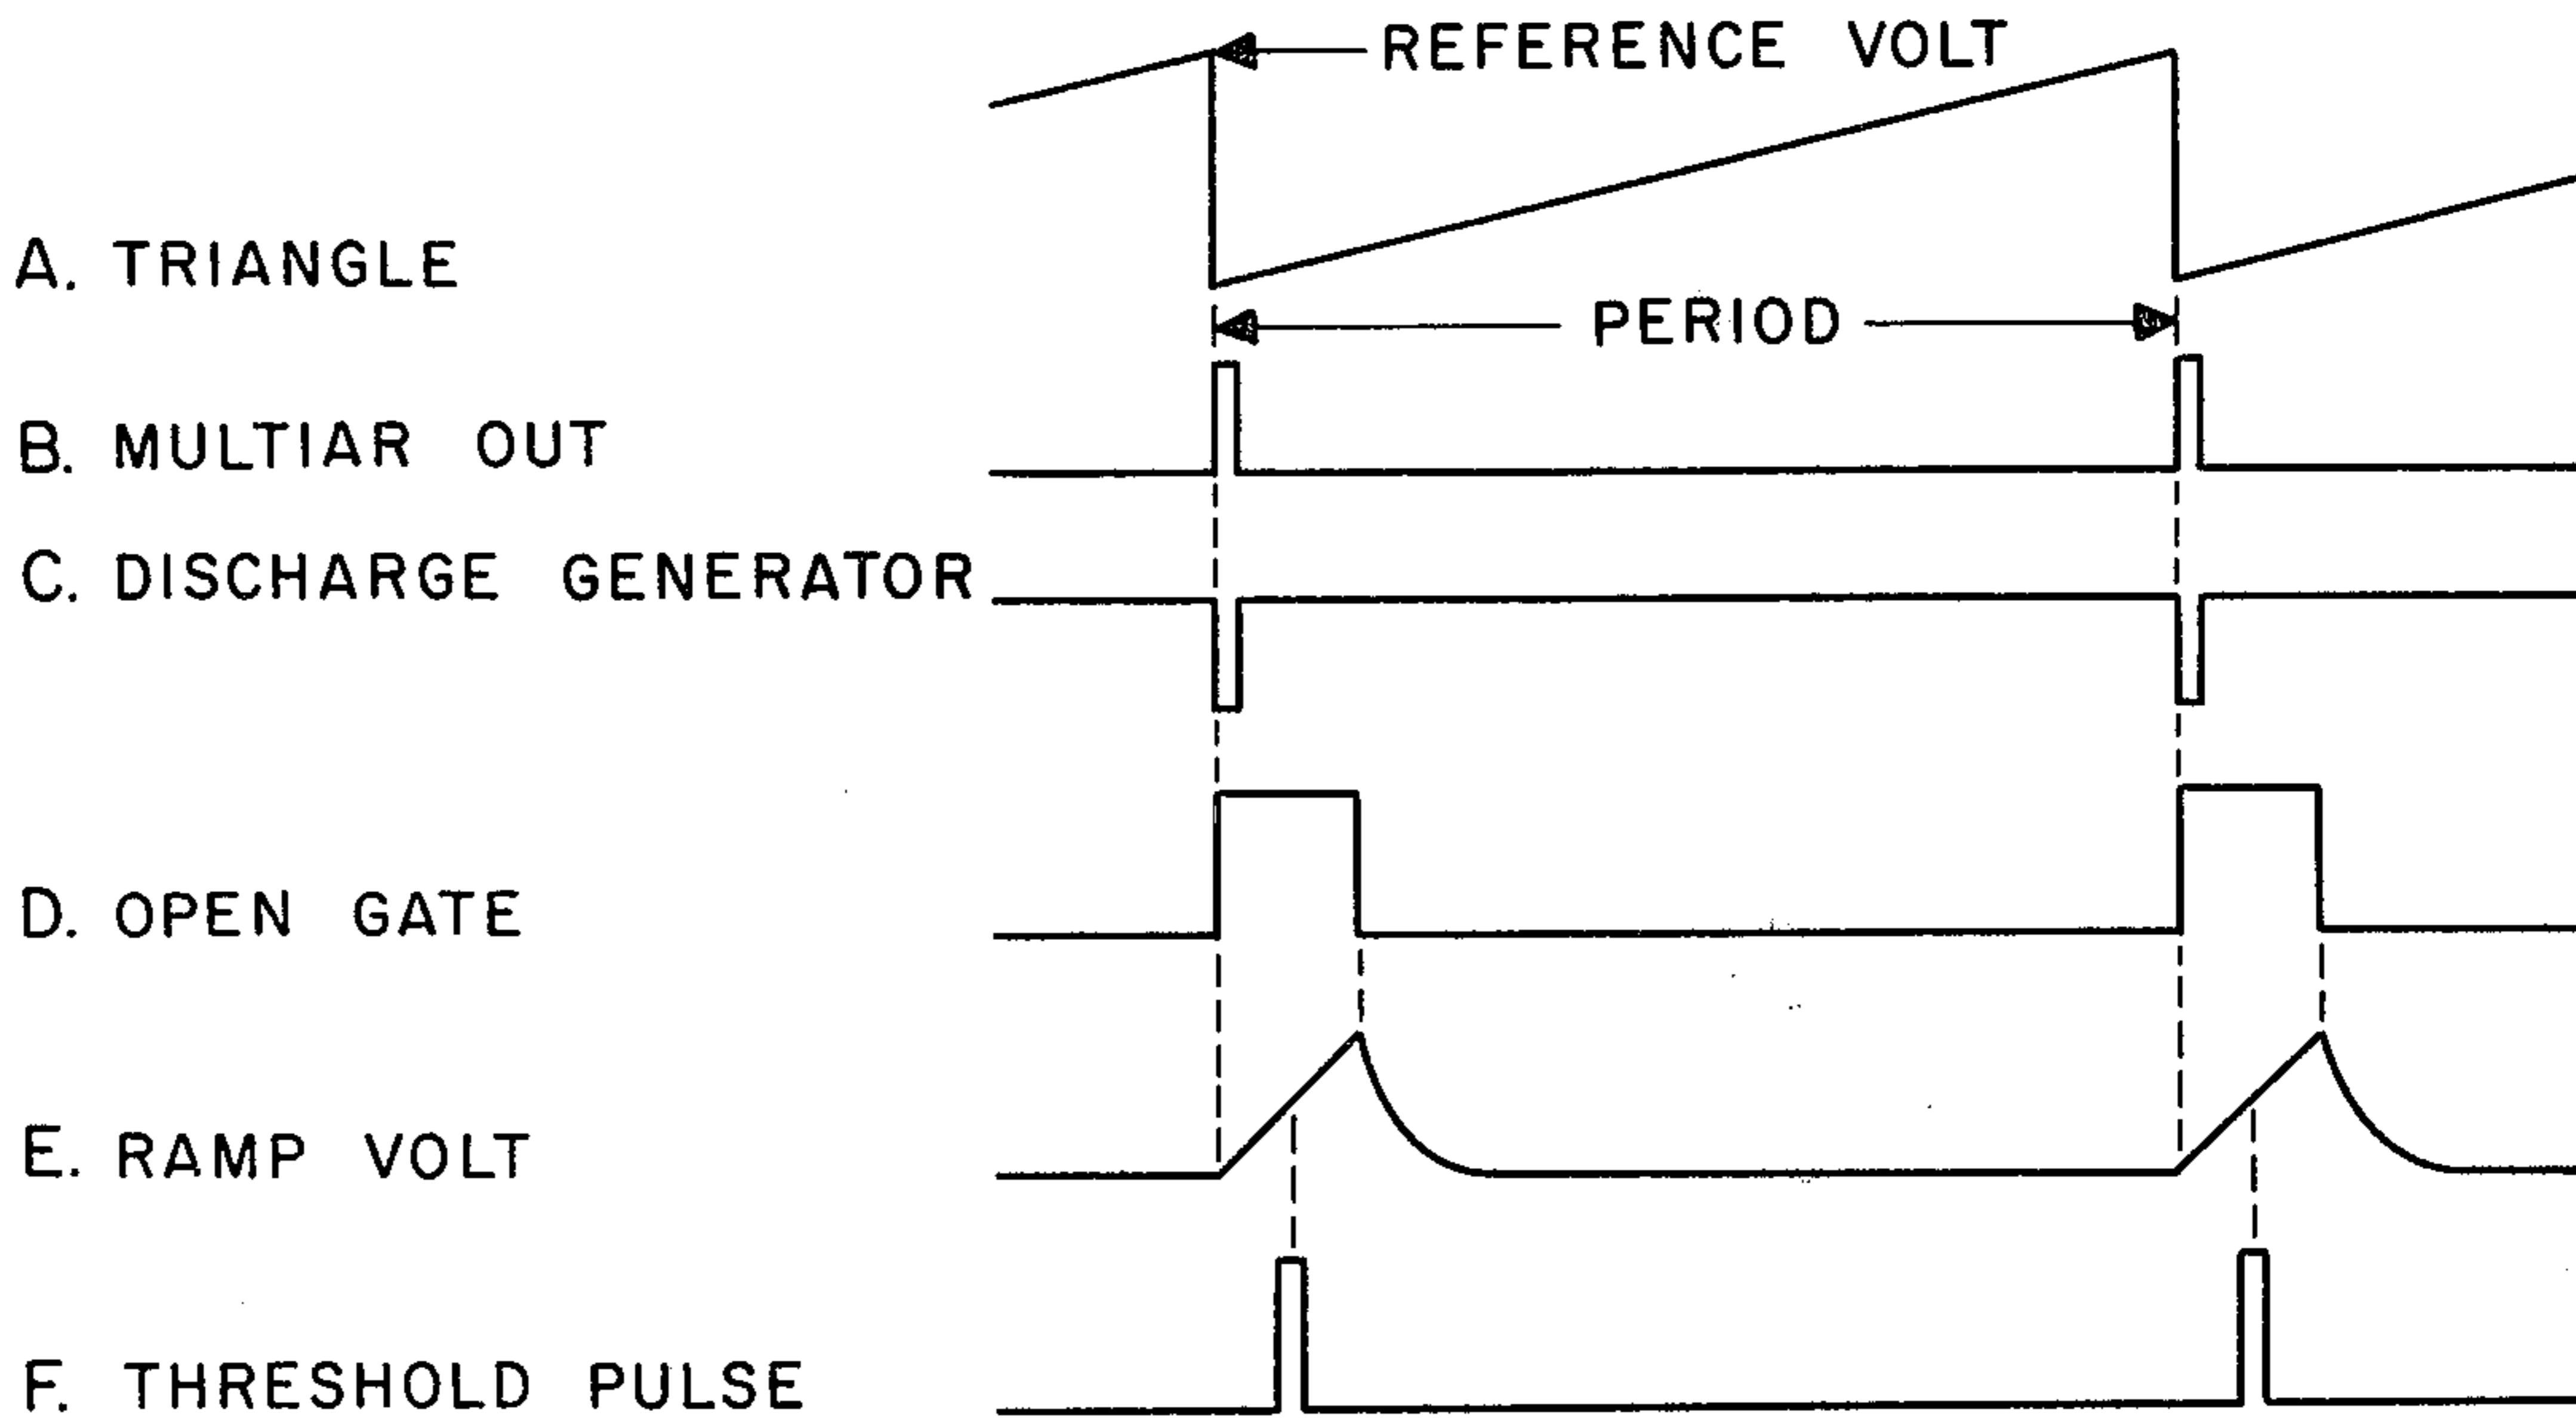 REFERENCE VOLT
A. TRIANGLE
PERIOD
B. MULTIAR OUT
C. DISCHARGE GENERATOR
D. OPEN GATE
E. RAMP VOLT
F. THRESHOLD PULSE